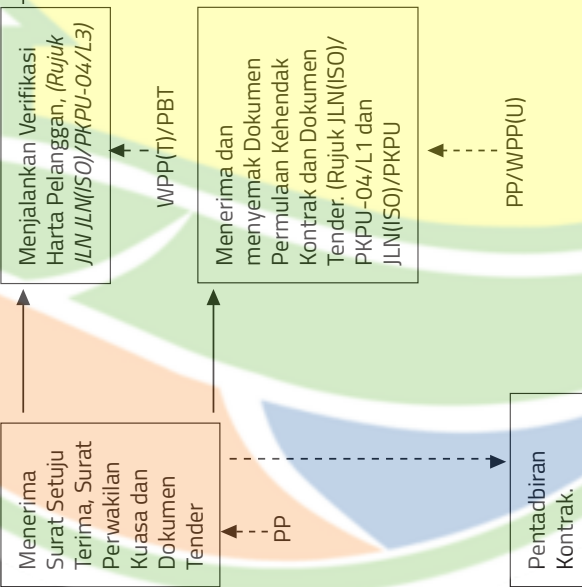 Menerima
Surat Setuju
Terima, Surat
Perwakilan
Kuasa dan
Dokumen
Tender
PP
Pentadbiran
Kontrak.
Menjalankan Verifikasi
Harta Pelanggan, (Rujuk
JLN JLN(ISO)/PKPU-04/L3)
WPP(T)/PBT
Menerima dan
menyemak Dokumen
Permulaan Kehendak
Kontrak dan Dokumen
Tender. (Rujuk JLN(ISO)/
PKPU-04/L1 dan
JLN(ISO)/PKPU
PP/WPP(U)